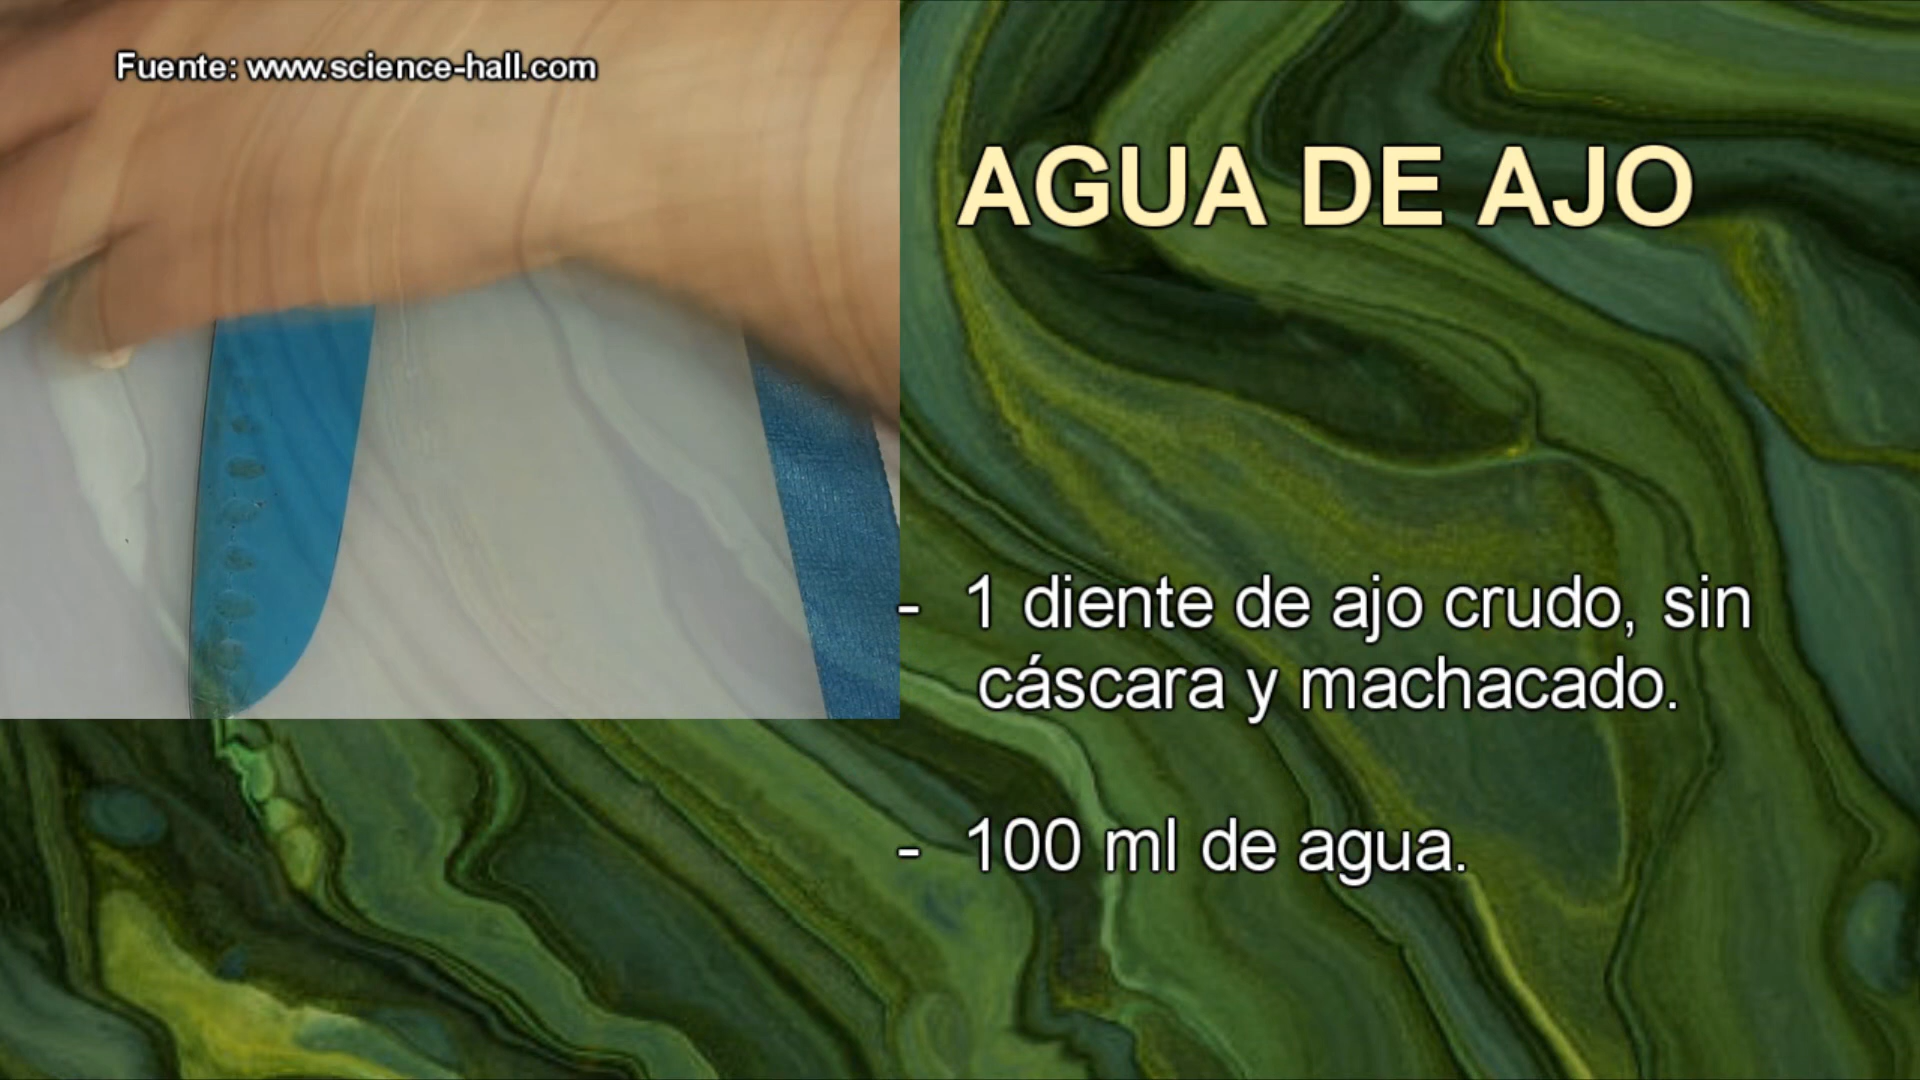 Fuente: www.science-hall.com
AGUA DE AJO
- 1 diente de ajo crudo, sin
cáscara y machacado.
- 100 ml de agua.